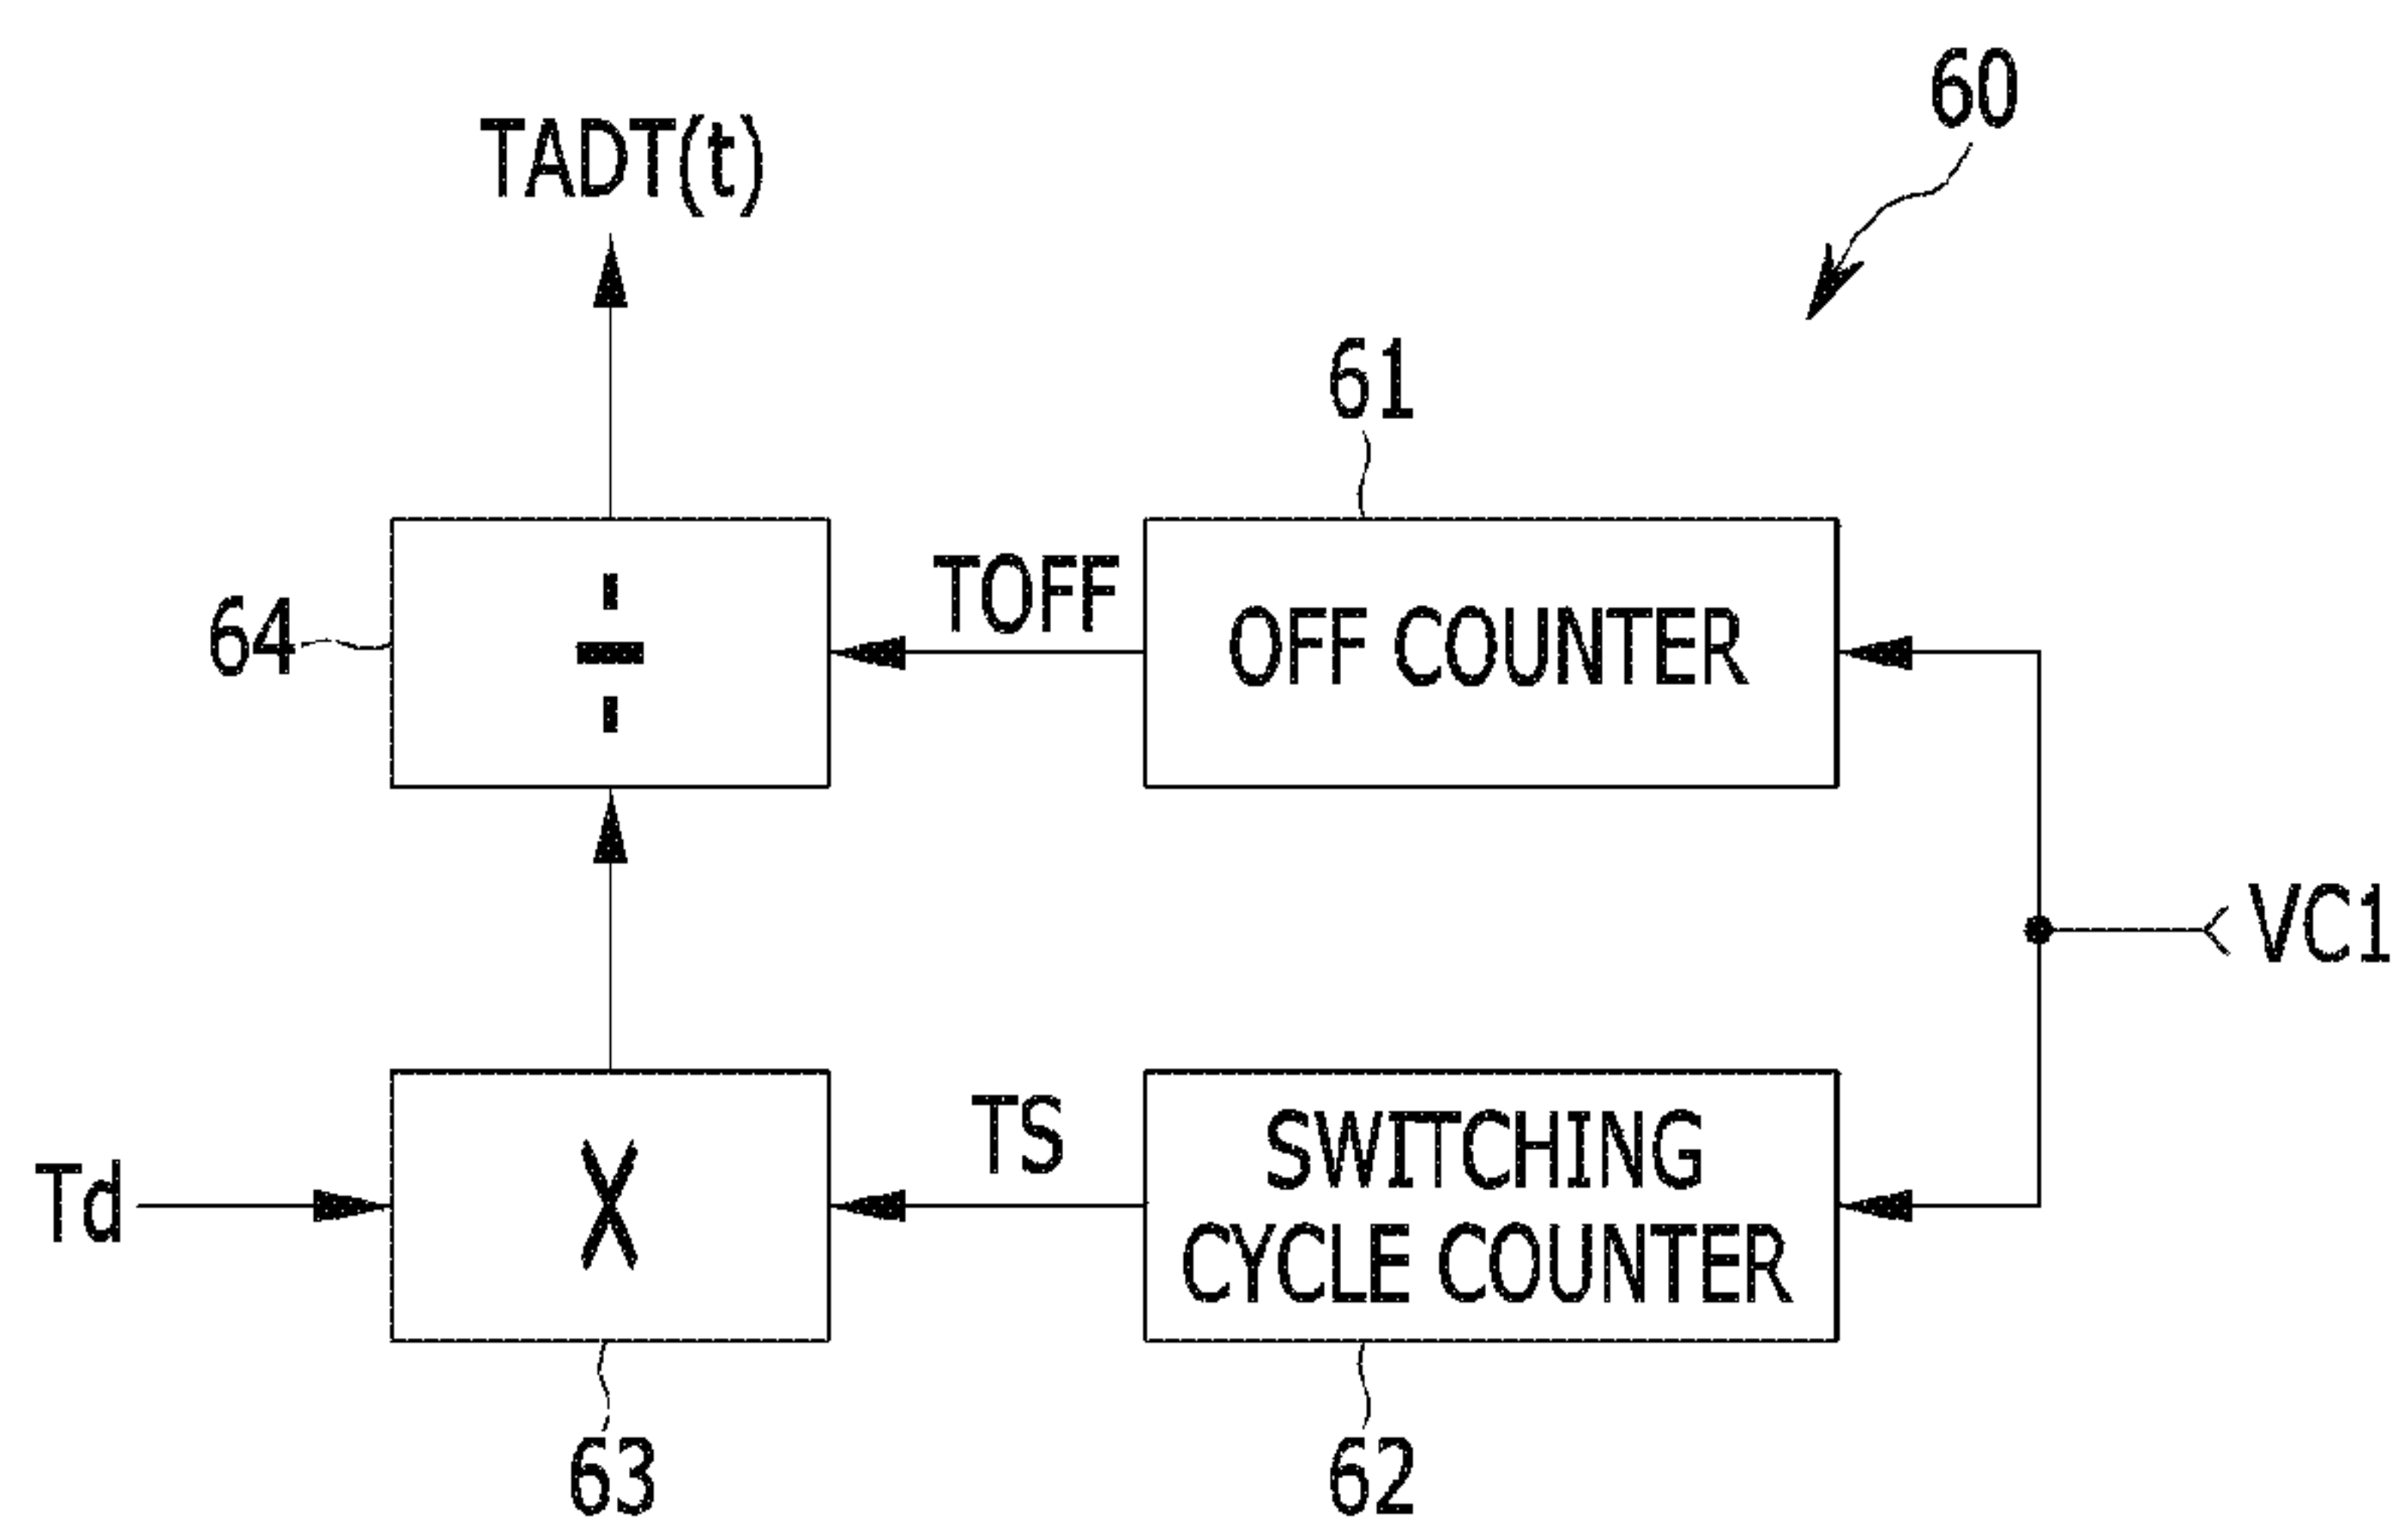 60
TADT(t)
61
64
÷
TOFF
OFF COUNTER
VC1
Td
X
TS
SWITCHING
CYCLE COUNTER
63
62